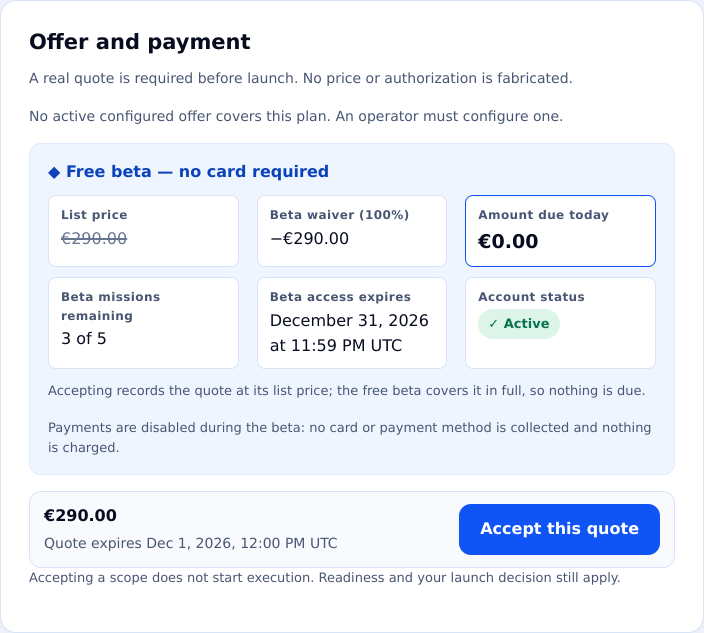 Offer and payment
A real quote is required before launch. No price or authorization is fabricated.
No active configured offer covers this plan. An operator must configure one.
◆ Free beta — no card required
List price
€290.00
Beta waiver (100%)
−€290.00
Amount due today
€0.00
Beta missions
remaining
3 of 5
Beta access expires
December 31, 2026
at 11:59 PM UTC
Account status
✓ Active
Accepting records the quote at its list price; the free beta covers it in full, so nothing is due.
Payments are disabled during the beta: no card or payment method is collected and nothing
is charged.
€290.00
Quote expires Dec 1, 2026, 12:00 PM UTC
Accept this quote
Accepting a scope does not start execution. Readiness and your launch decision still apply.